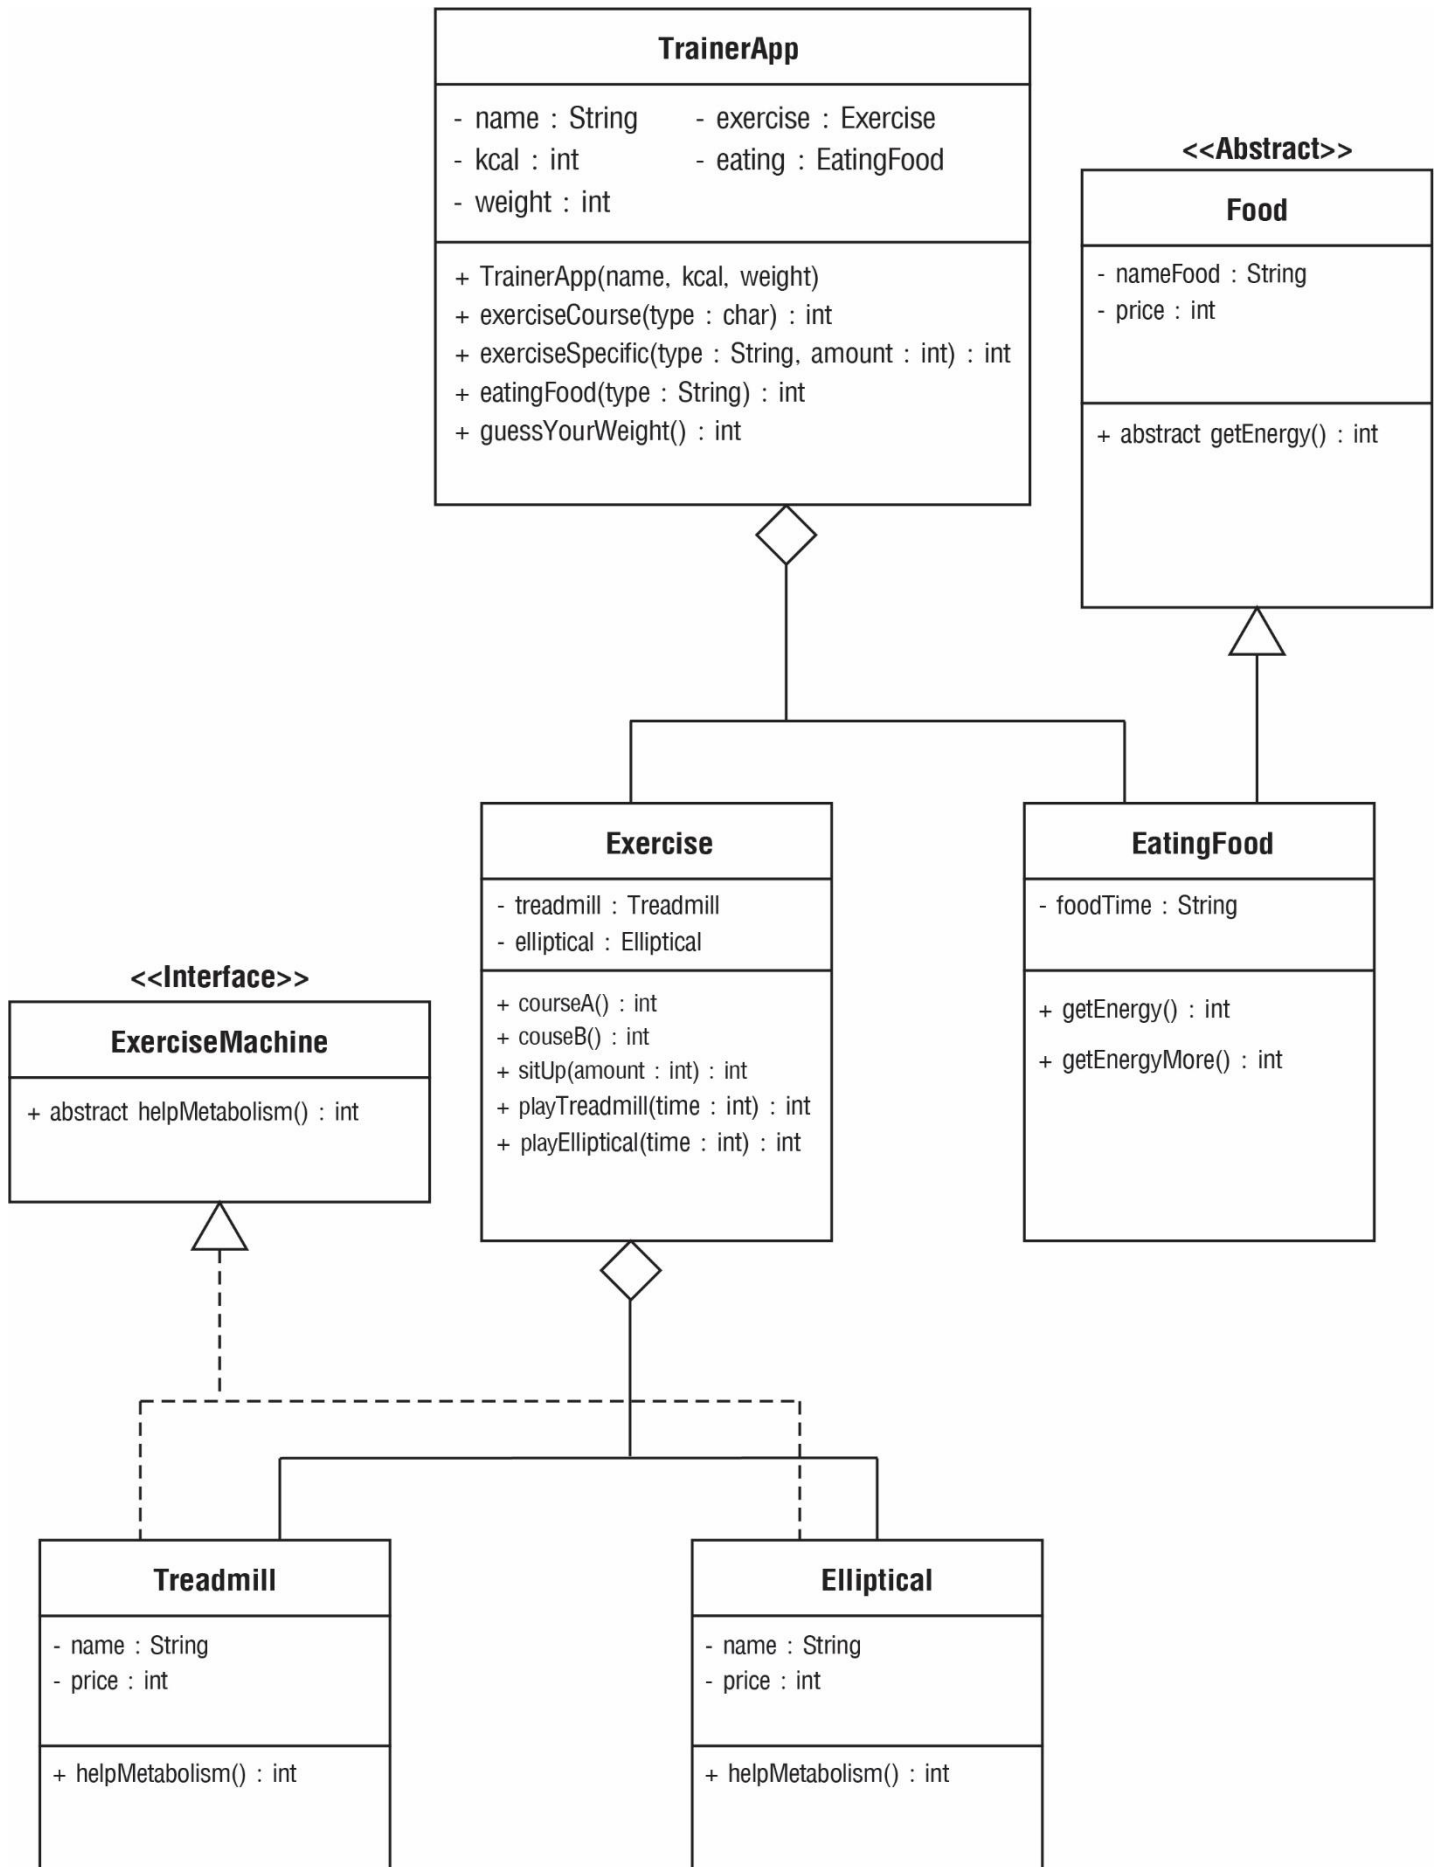 TrainerApp
- name : String - exercise : Exercise
- kcal : int - eating : EatingFood
- weight : int
+ TrainerApp(name, kcal, weight)
+ exerciseCourse(type : char) : int
+ exerciseSpecific(type : String, amount : int) : int
+ eatingFood(type : String) : int
+ guessYourWeight() : int
<<Abstract>>
Food
- nameFood : String
- price : int
+ abstract getEnergy() : int
Exercise
- treadmill : Treadmill
- elliptical : Elliptical
+ courseA() : int
+ couseB() : int
+ sitUp(amount : int) : int
+ playTreadmill(time : int) : int
+ playElliptical(time : int) : int
EatingFood
- foodTime : String
+ getEnergy() : int
+ getEnergyMore() : int
<<Interface>>
ExerciseMachine
+ abstract helpMetabolism() : int
Treadmill
- name : String
- price : int
+ helpMetabolism() : int
Elliptical
- name : String
- price : int
+ helpMetabolism() : int